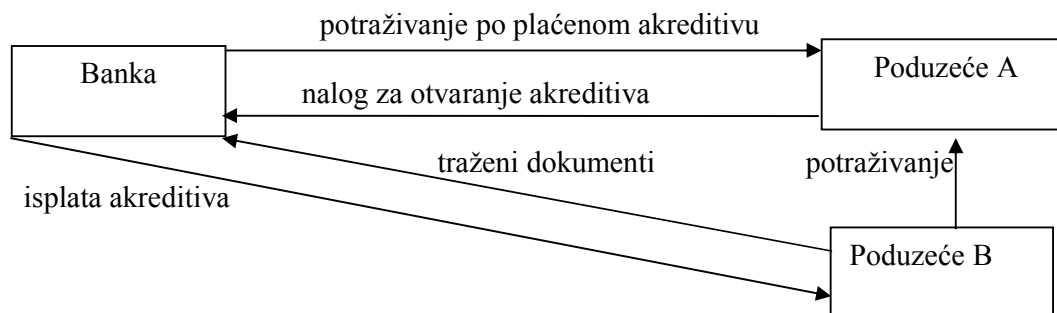 potraživanje po plaćenom akreditivu
Banka
Poduzeće A
nalog za otvaranje akreditiva
traženi dokumenti
potraživanje
isplata akreditiva
Poduzeće B